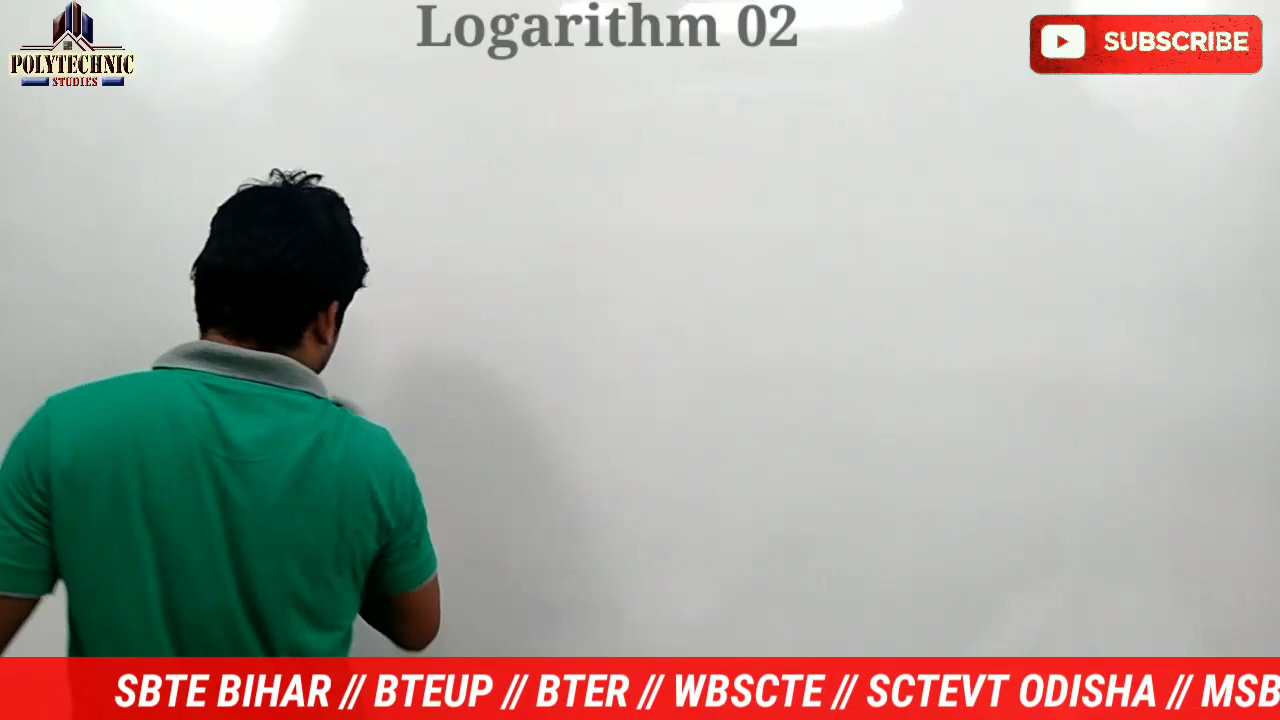 Logarithm 02
POLYTECHNIC
STUDIES
SUBSCRIBE
SBTE BIHAR // BTEUP // BTER // WBSCTE // SCTEVT ODISHA // MSB